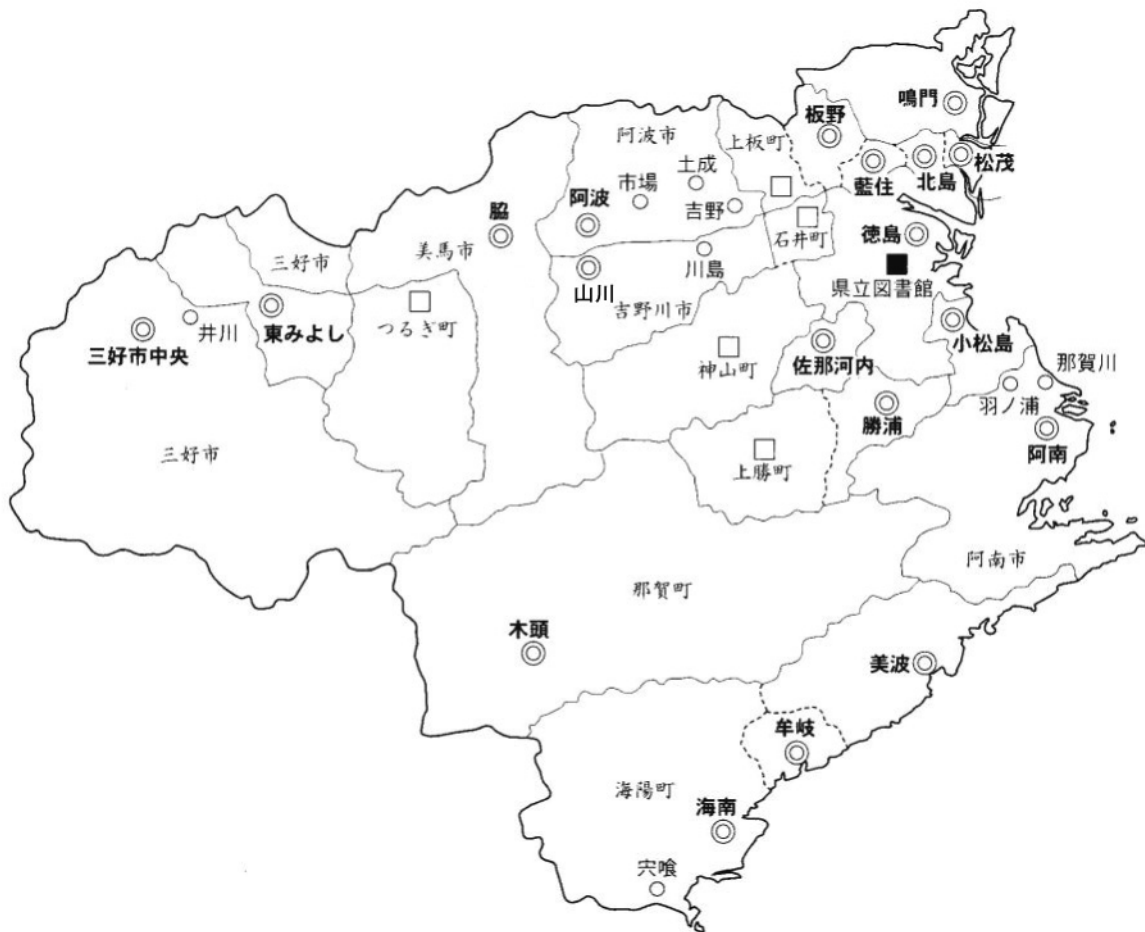 鳴門
板野
阿波市
上板町
松茂
北島
藍住
土成
市場
阿波
吉野
脇
石井町
徳島
美馬市
三好市
川島
県立図書館
山川
吉野川市
つるぎ町
井川
東みよし
三好市中央
小松島
佐那河内
神山町
那賀川
羽ノ浦
勝浦
阿南
三好市
上勝町
阿南市
那賀町
木頭
美波
牟岐
海陽町
海南
宍喰